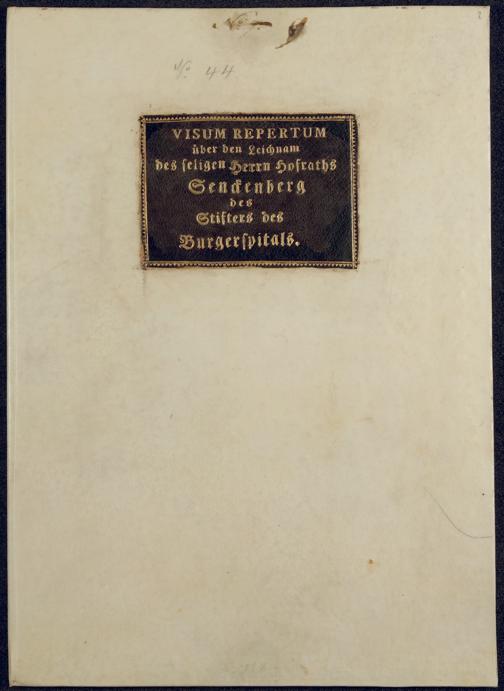 No. 44
VISUM REPERTUM
über den Leichnam
des seligen Herrn Hofraths
Senckenberg
des
Stifters des
Burgerspitals.